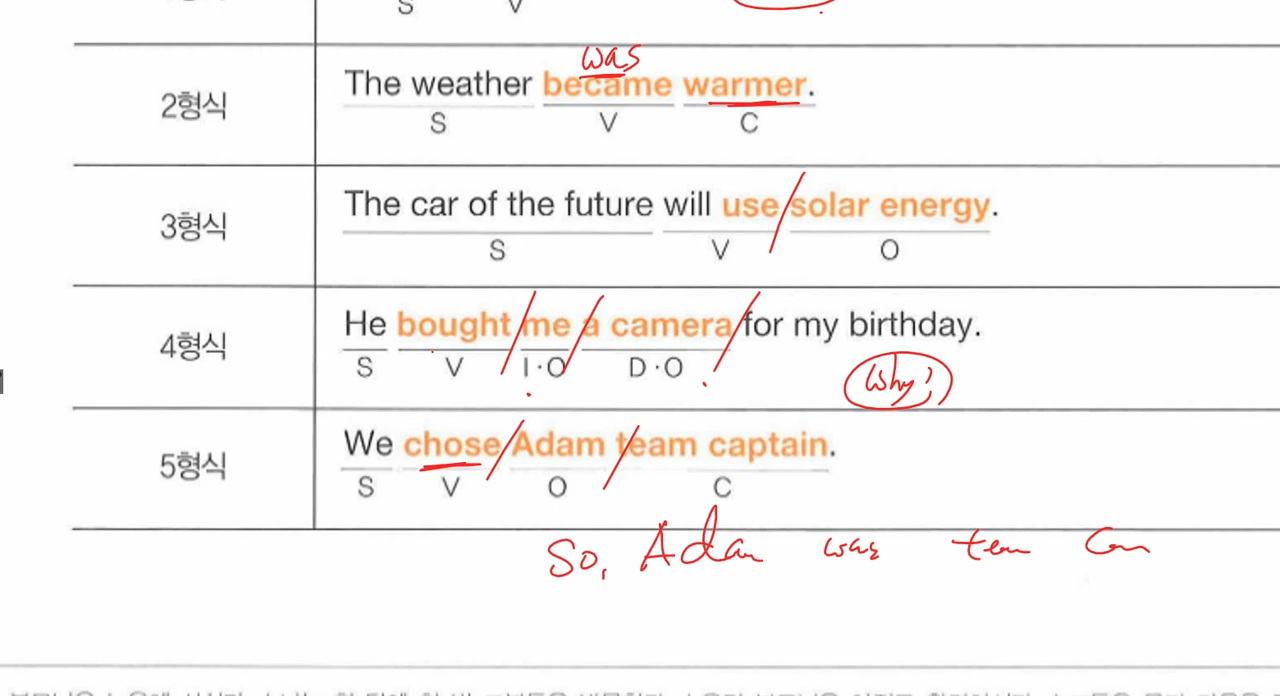 S V
was
2형식 The weather became warmer.
S V C
3형식 The car of the future will use solar energy.
S V O
4형식 He bought me a camera for my birthday.
S V I·O D·O
Why?
5형식 We chose Adam team captain.
S V O C
So, Adam was